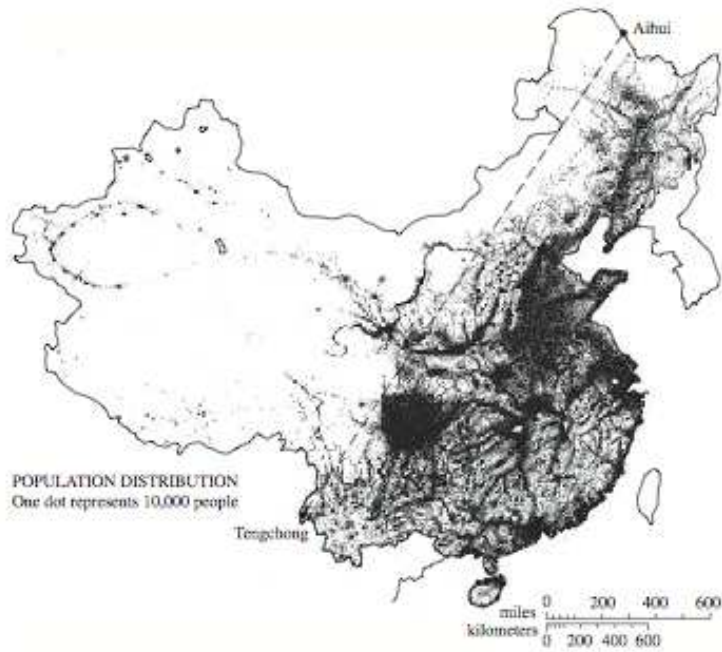 Aihui
POPULATION DISTRIBUTION
One dot represents 10,000 people
Tengchong
miles
0 200 400 600
kilometers
0 200 400 600